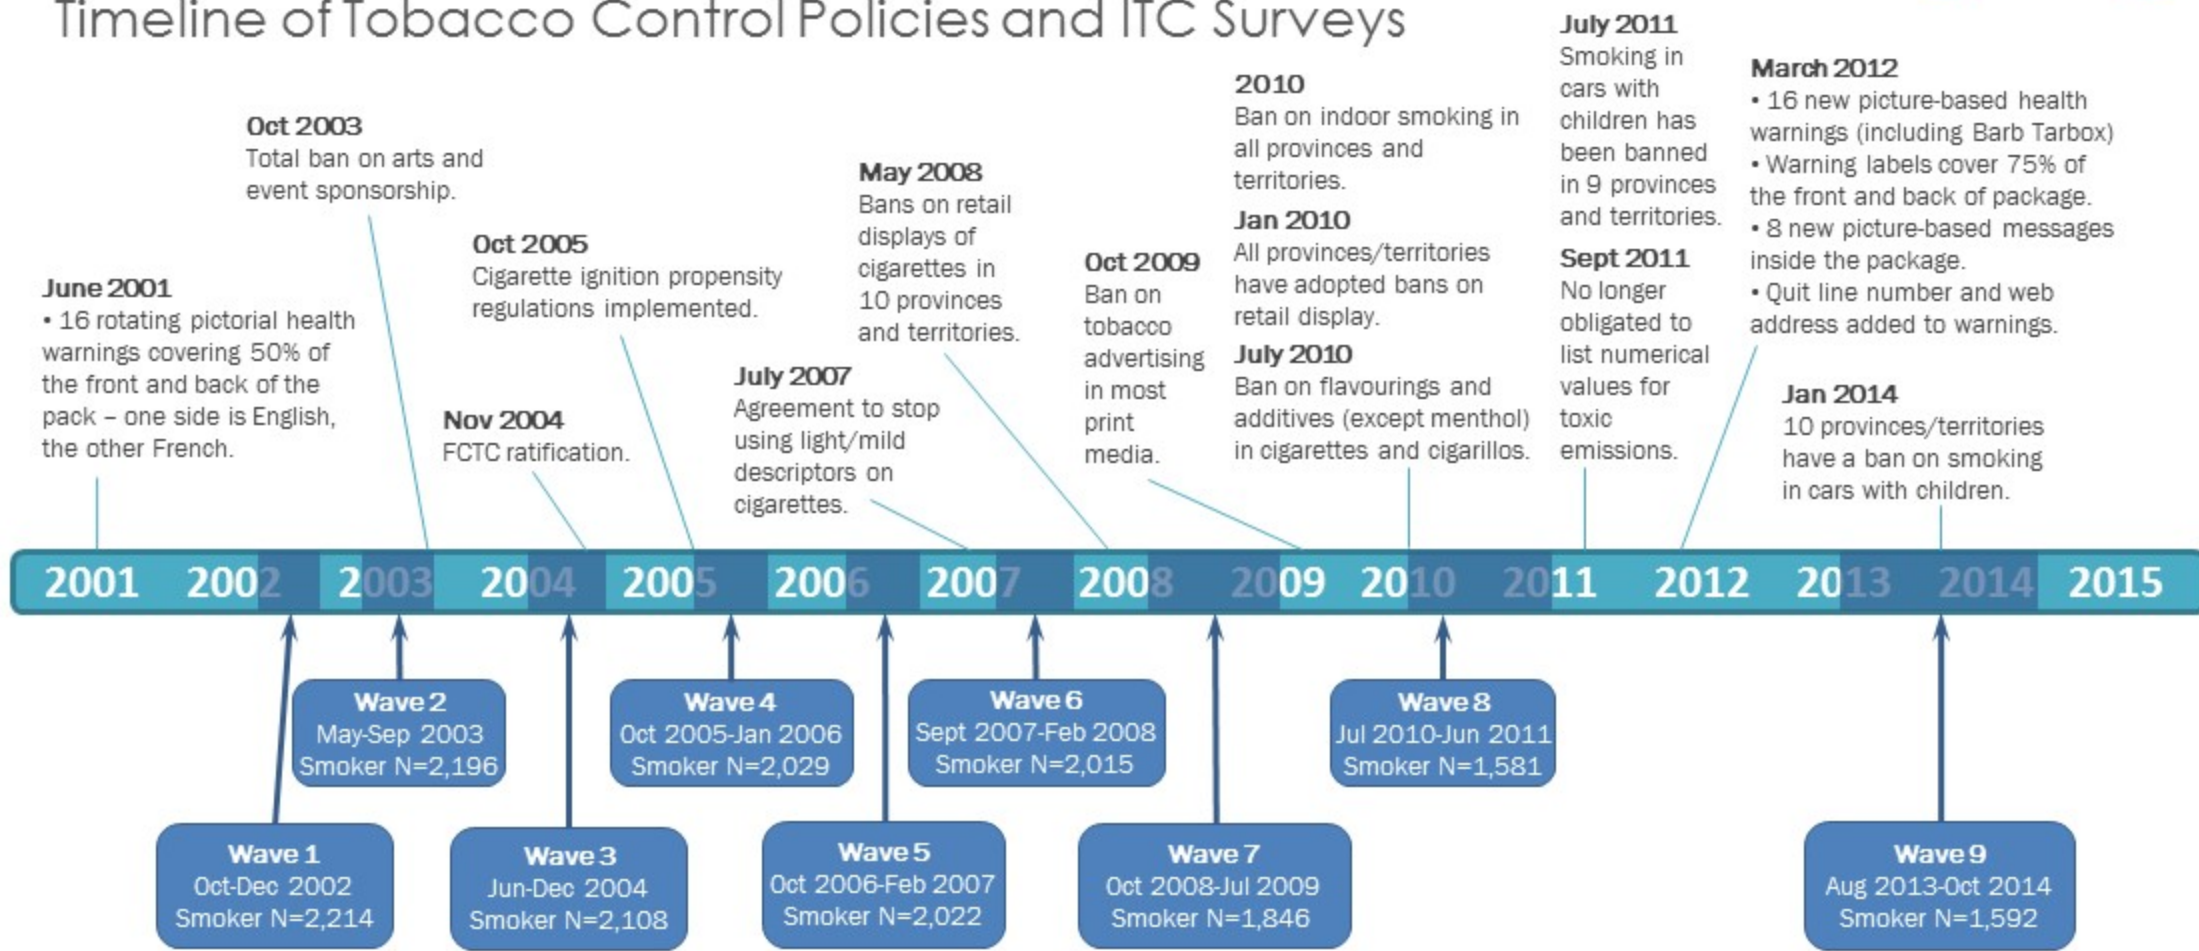 Timeline of Tobacco Control Policies and ITC Surveys
June 2001
• 16 rotating pictorial health
warnings covering 50% of
the front and back of the
pack – one side is English,
the other French.
Oct 2003
Total ban on arts and
event sponsorship.
Nov 2004
FCTC ratification.
Oct 2005
Cigarette ignition propensity
regulations implemented.
July 2007
Agreement to stop
using light/mild
descriptors on
cigarettes.
May 2008
Bans on retail
displays of
cigarettes in
10 provinces
and territories.
Oct 2009
Ban on
tobacco
advertising
in most
print
media.
2010
Ban on indoor smoking in
all provinces and
territories.
Jan 2010
All provinces/territories
have adopted bans on
retail display.
July 2010
Ban on flavourings and
additives (except menthol)
in cigarettes and cigarillos.
July 2011
Smoking in
cars with
children has
been banned
in 9 provinces
and territories.
Sept 2011
No longer
obligated to
list numerical
values for
toxic
emissions.
March 2012
• 16 new picture-based health
warnings (including Barb Tarbox)
• Warning labels cover 75% of
the front and back of package.
• 8 new picture-based messages
inside the package.
• Quit line number and web
address added to warnings.
Jan 2014
10 provinces/territories
have a ban on smoking
in cars with children.
2001 2002 2003 2004 2005 2006 2007 2008 2009 2010 2011 2012 2013 2014 2015
Wave 1
Oct-Dec 2002
Smoker N=2,214
Wave 2
May-Sep 2003
Smoker N=2,196
Wave 3
Jun-Dec 2004
Smoker N=2,108
Wave 4
Oct 2005-Jan 2006
Smoker N=2,029
Wave 5
Oct 2006-Feb 2007
Smoker N=2,022
Wave 6
Sept 2007-Feb 2008
Smoker N=2,015
Wave 7
Oct 2008-Jul 2009
Smoker N=1,846
Wave 8
Jul 2010-Jun 2011
Smoker N=1,581
Wave 9
Aug 2013-Oct 2014
Smoker N=1,592